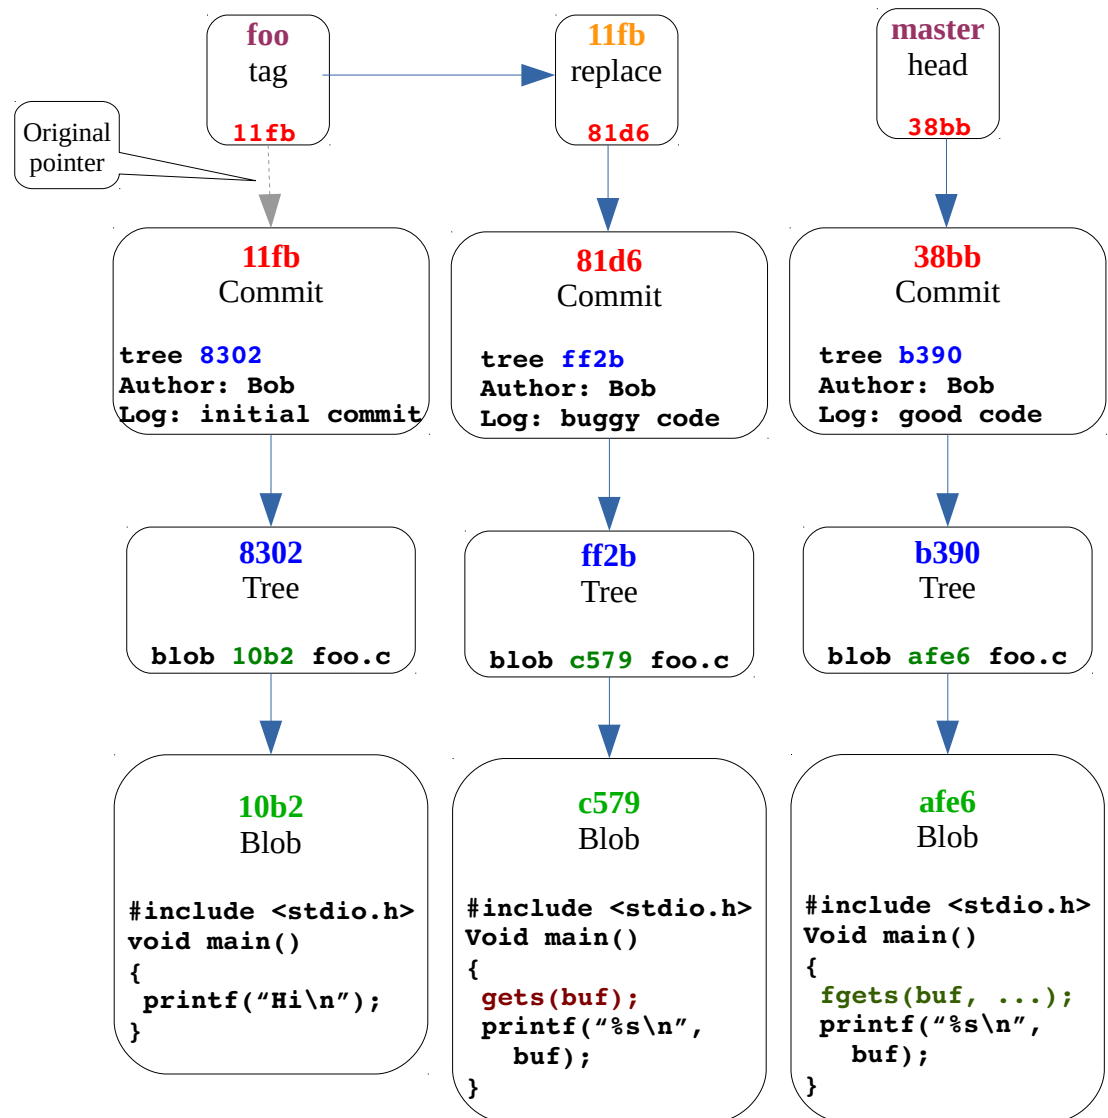 foo
tag
11fb
11fb
replace
81d6
master
head
38bb
Original
pointer
11fb
Commit
tree 8302
Author: Bob
Log: initial commit
81d6
Commit
tree ff2b
Author: Bob
Log: buggy code
38bb
Commit
tree b390
Author: Bob
Log: good code
8302
Tree
blob 10b2 foo.c
ff2b
Tree
blob c579 foo.c
b390
Tree
blob afe6 foo.c
10b2
Blob
#include <stdio.h>
void main()
{
printf(“Hi\n”);
}
c579
Blob
#include <stdio.h>
Void main()
{
gets(buf);
printf(“%s\n”,
buf);
}
afe6
Blob
#include <stdio.h>
Void main()
{
fgets(buf, ...);
printf(“%s\n”,
buf);
}